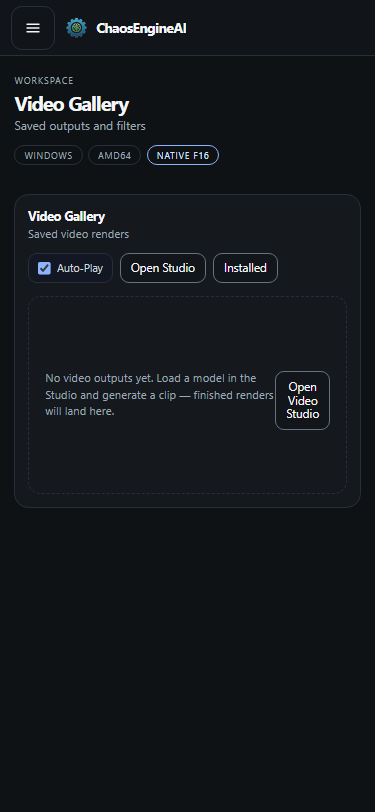 ChaosEngineAI
WORKSPACE
Video Gallery
Saved outputs and filters
WINDOWS
AMD64
NATIVE F16
Video Gallery
Saved video renders
Auto-Play
Open Studio
Installed
No video outputs yet. Load a model in the
Studio and generate a clip — finished renders
will land here.
Open
Video
Studio